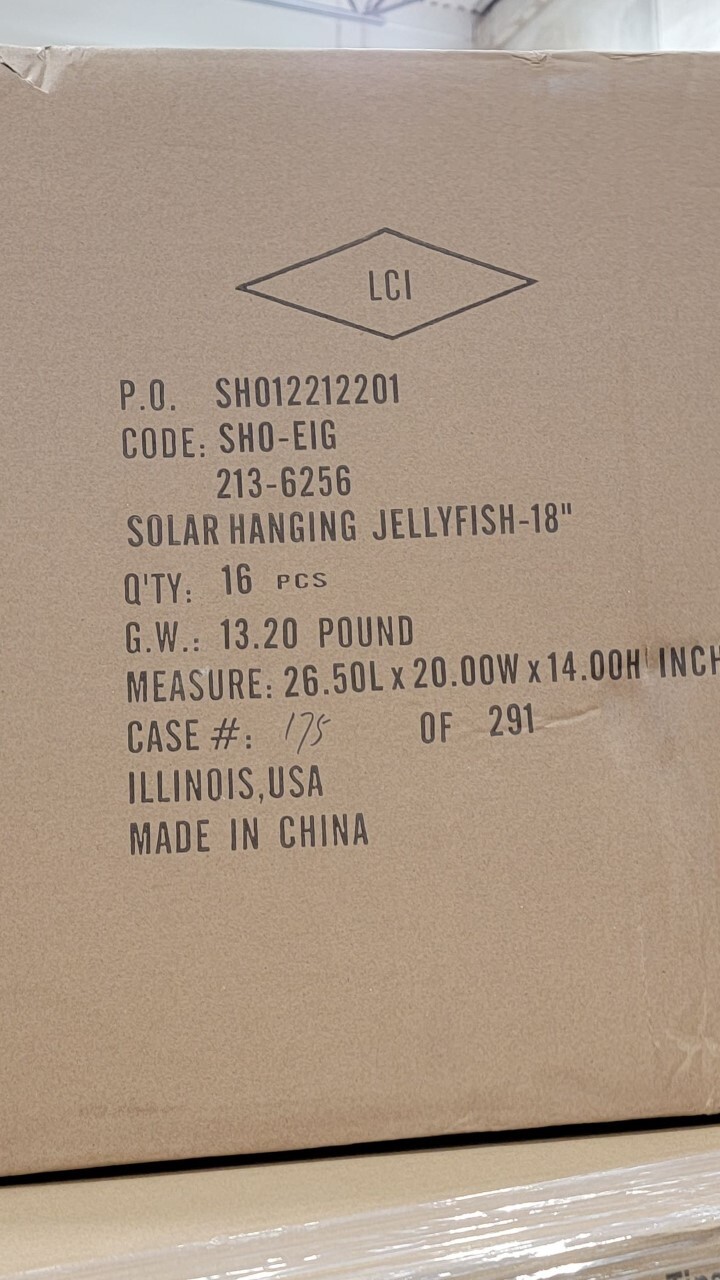 LCI
P.O. SHO12212201
CODE: SHO-EIG
213-6256
SOLAR HANGING JELLYFISH-18"
Q'TY: 16 PCS
G.W.: 13.20 POUND
MEASURE: 26.50L x 20.00W x 14.00H INCH
CASE #: 175 OF 291
ILLINOIS,USA
MADE IN CHINA